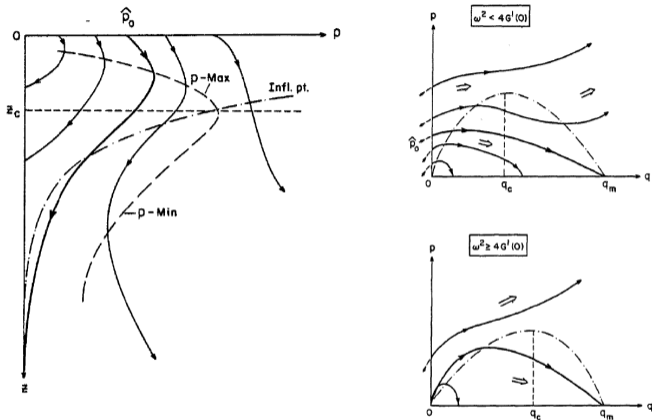 0
p̂₀
p
p-Max
Infl. pt.
z_c
p-Min
z
ω² < 4G'(0)
p
p̂₀
0
q_c
q_m
q
ω² ≥ 4G'(0)
p
0
q_c
q_m
q